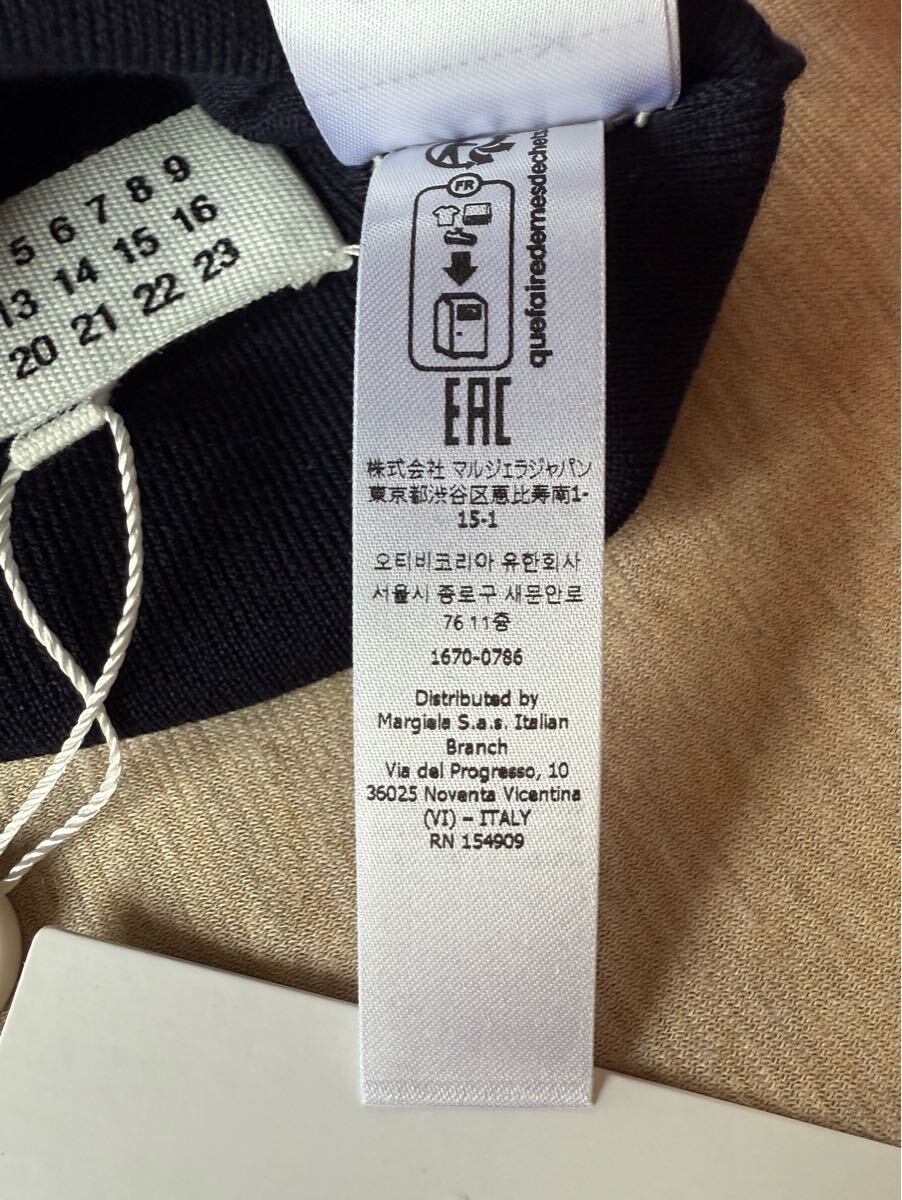 5 6 7 8 9
13 14 15 16
20 21 22 23
FR
EAC
株式会社 マルジェラジャパン
東京都渋谷区恵比寿南1-
15-1
오티비코리아 유한회사
서울시 종로구 새문안로
76 11층
1670-0786
Distributed by
Margiela S.a.s. Italian
Branch
Via del Progresso, 10
36025 Noventa Vicentina
(VI) – ITALY
RN 154909